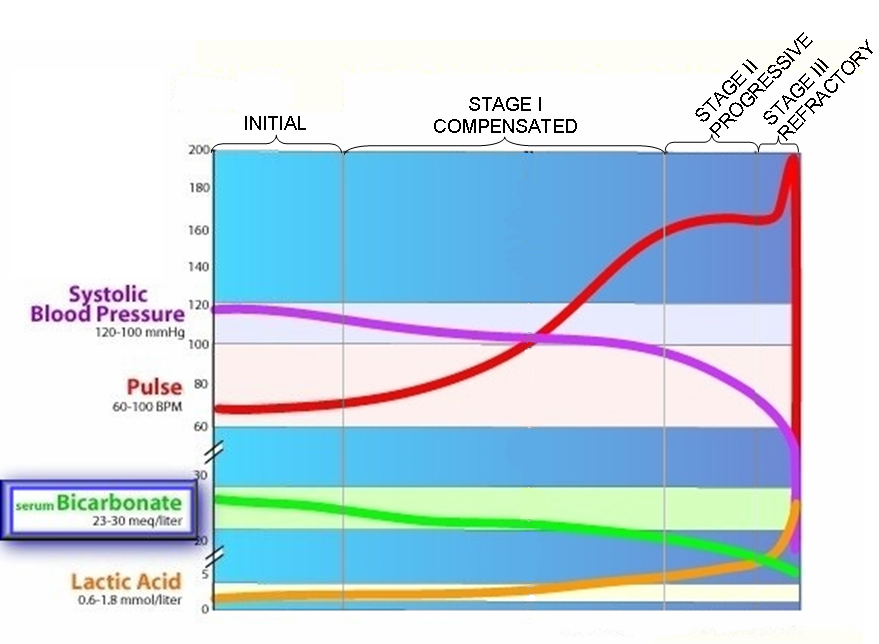 INITIAL
STAGE I
COMPENSATED
STAGE II
PROGRESSIVE
STAGE III
REFRACTORY
200
180
160
140
120
Systolic
Blood Pressure
120-100 mmHg
100
80
Pulse
60-100 BPM
60
30
serum Bicarbonate
23-30 meq/liter
20
5
Lactic Acid
0.6-1.8 mmol/liter
0